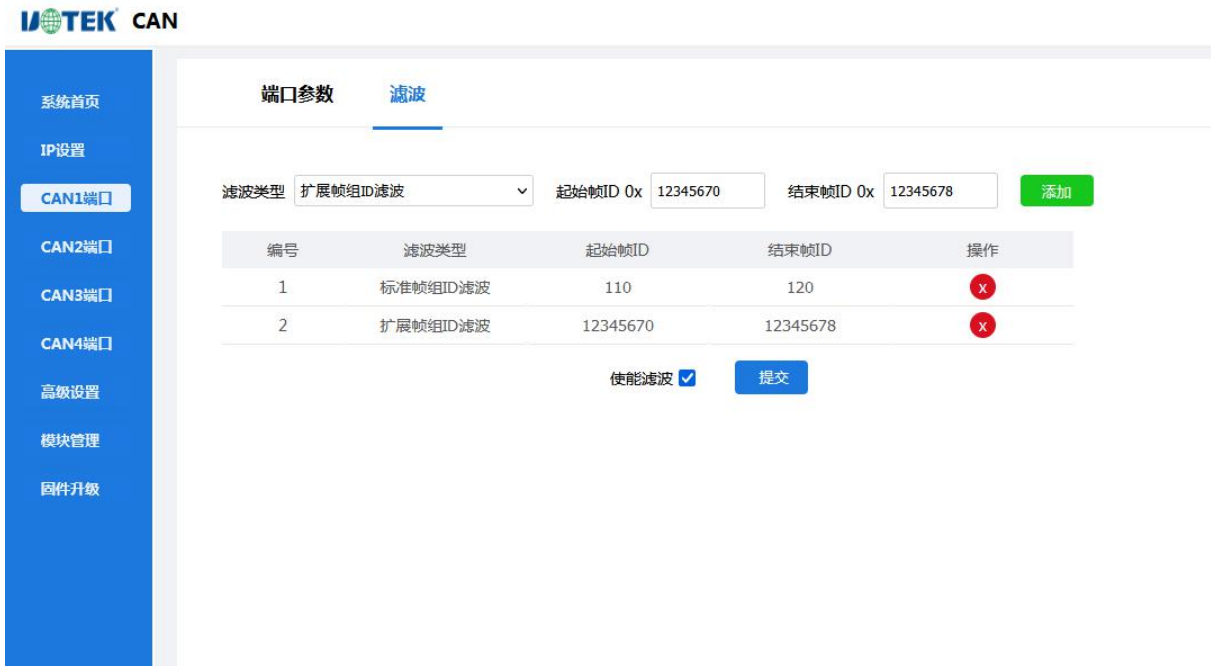 UOTEK CAN
系统首页
IP设置
CAN1端口
CAN2端口
CAN3端口
CAN4端口
高级设置
模块管理
固件升级
端口参数 滤波
滤波类型 扩展帧组ID滤波 起始帧ID 0x 12345670 结束帧ID 0x 12345678 添加
编号 滤波类型 起始帧ID 结束帧ID 操作
1 标准帧组ID滤波 110 120 x
2 扩展帧组ID滤波 12345670 12345678 x
使能滤波 提交